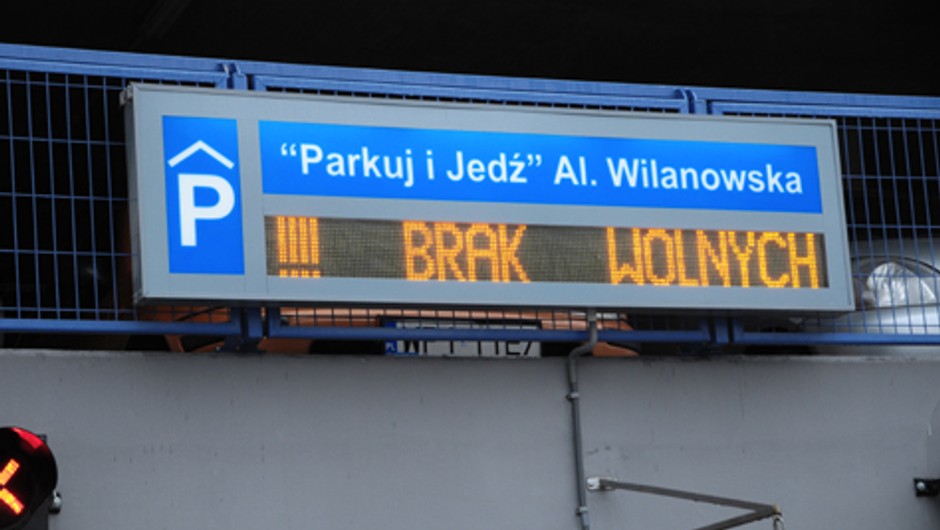 P
“Parkuj i Jedź” Al. Wilanowska
!!!! BRAK WOLNYCH